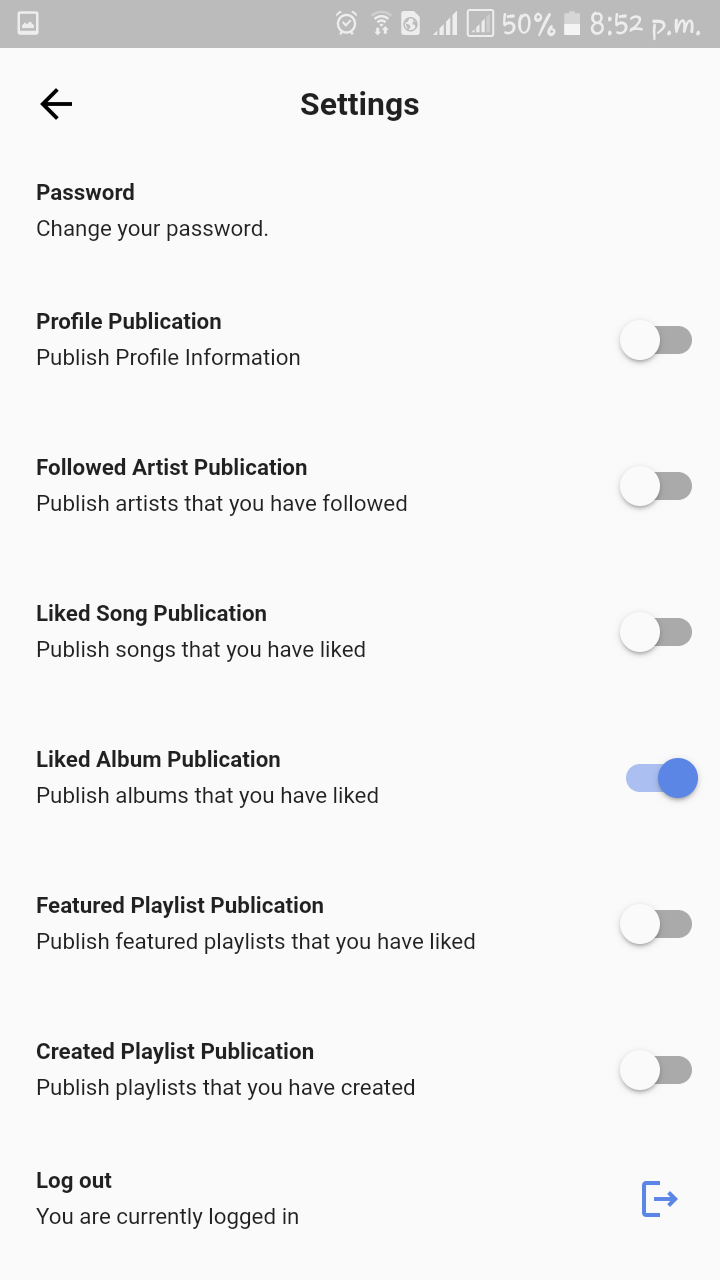 50% 8:52 p.m.
Settings
Password
Change your password.
Profile Publication
Publish Profile Information
Followed Artist Publication
Publish artists that you have followed
Liked Song Publication
Publish songs that you have liked
Liked Album Publication
Publish albums that you have liked
Featured Playlist Publication
Publish featured playlists that you have liked
Created Playlist Publication
Publish playlists that you have created
Log out
You are currently logged in